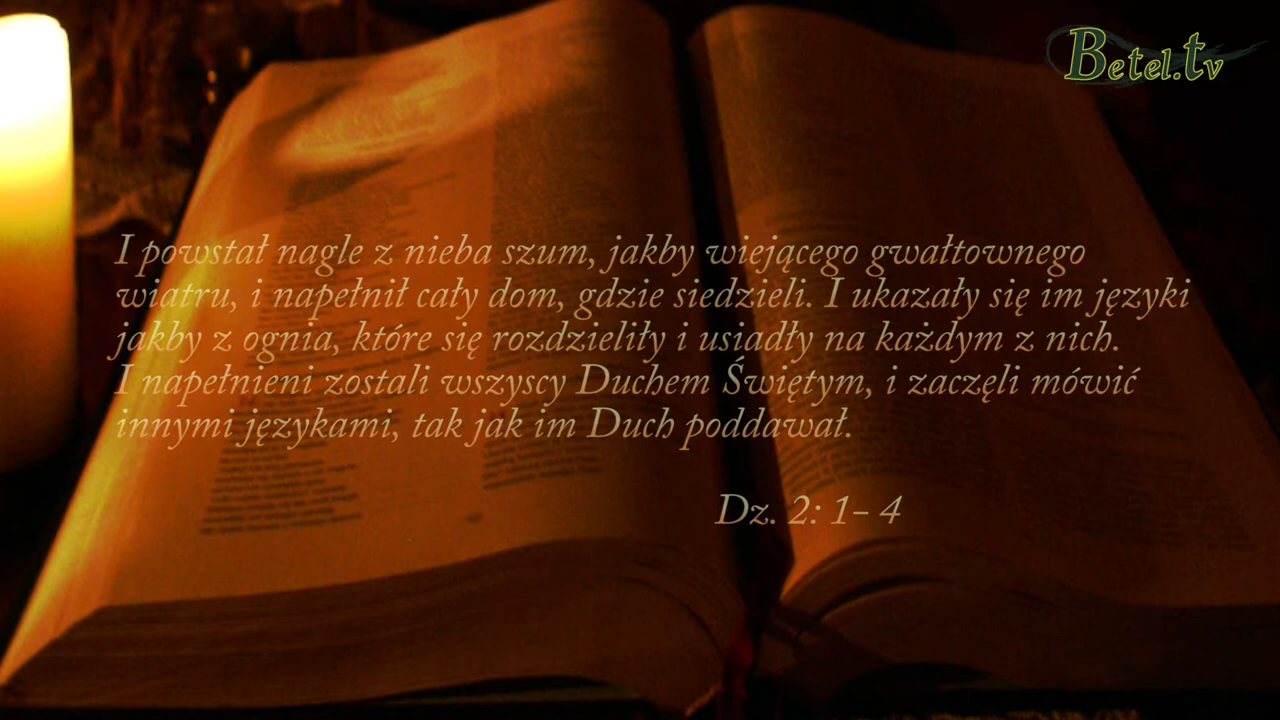 Betel.tv
I powstał nagle z nieba szum, jakby wiejącego gwałtownego
wiatru, i napełnił cały dom, gdzie siedzieli. I ukazały się im języki
jakby z ognia, które się rozdzieliły i usiadły na każdym z nich.
I napełnieni zostali wszyscy Duchem Świętym, i zaczęli mówić
innymi językami, tak jak im Duch poddawał.
Dz. 2: 1- 4